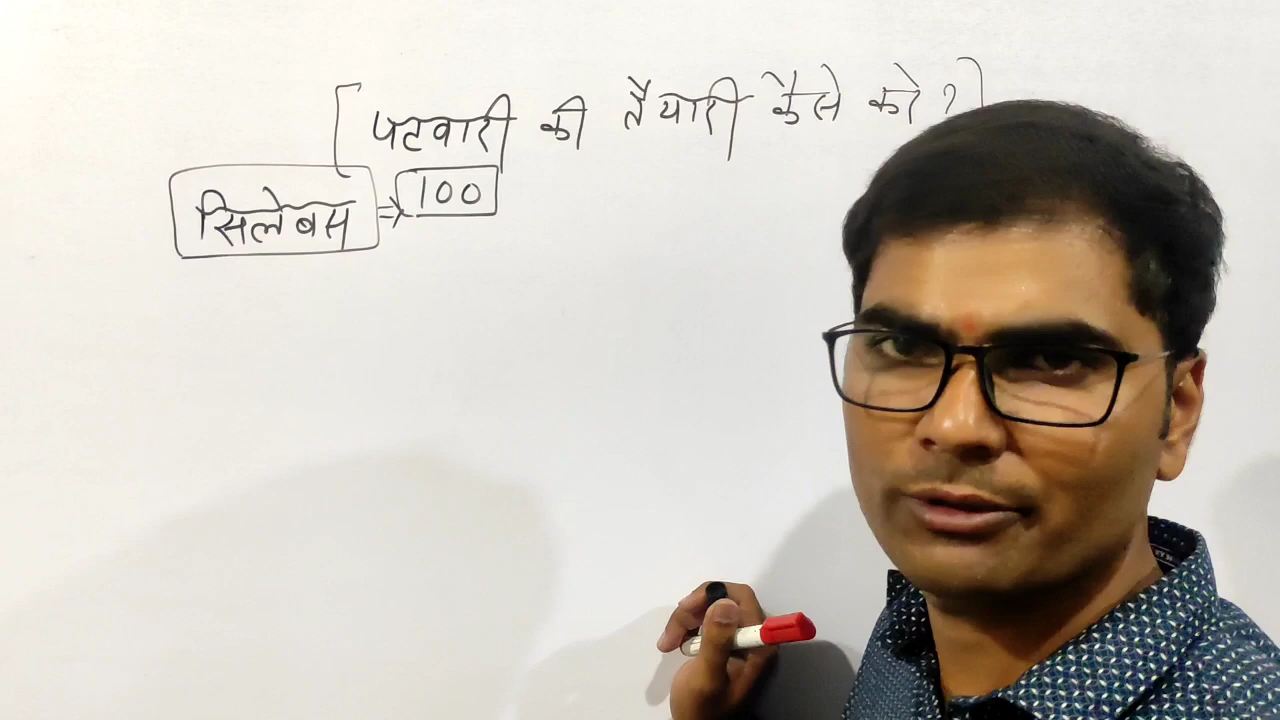 [पटवारी की तैयारी कैसे करे ?]
सिलेबस ⇒ 100